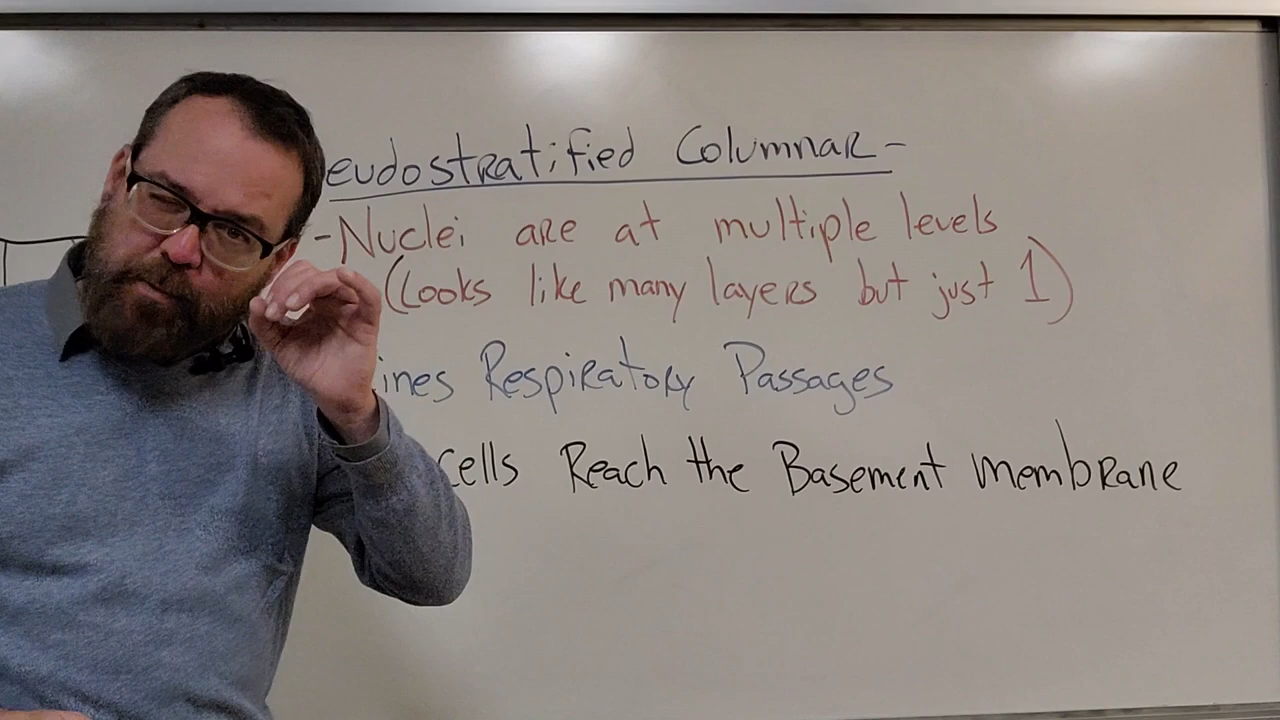 eudostratified Columnar -
- Nuclei are at multiple levels
(Looks like many layers but just 1)
ines Respiratory Passages
cells Reach the Basement membrane